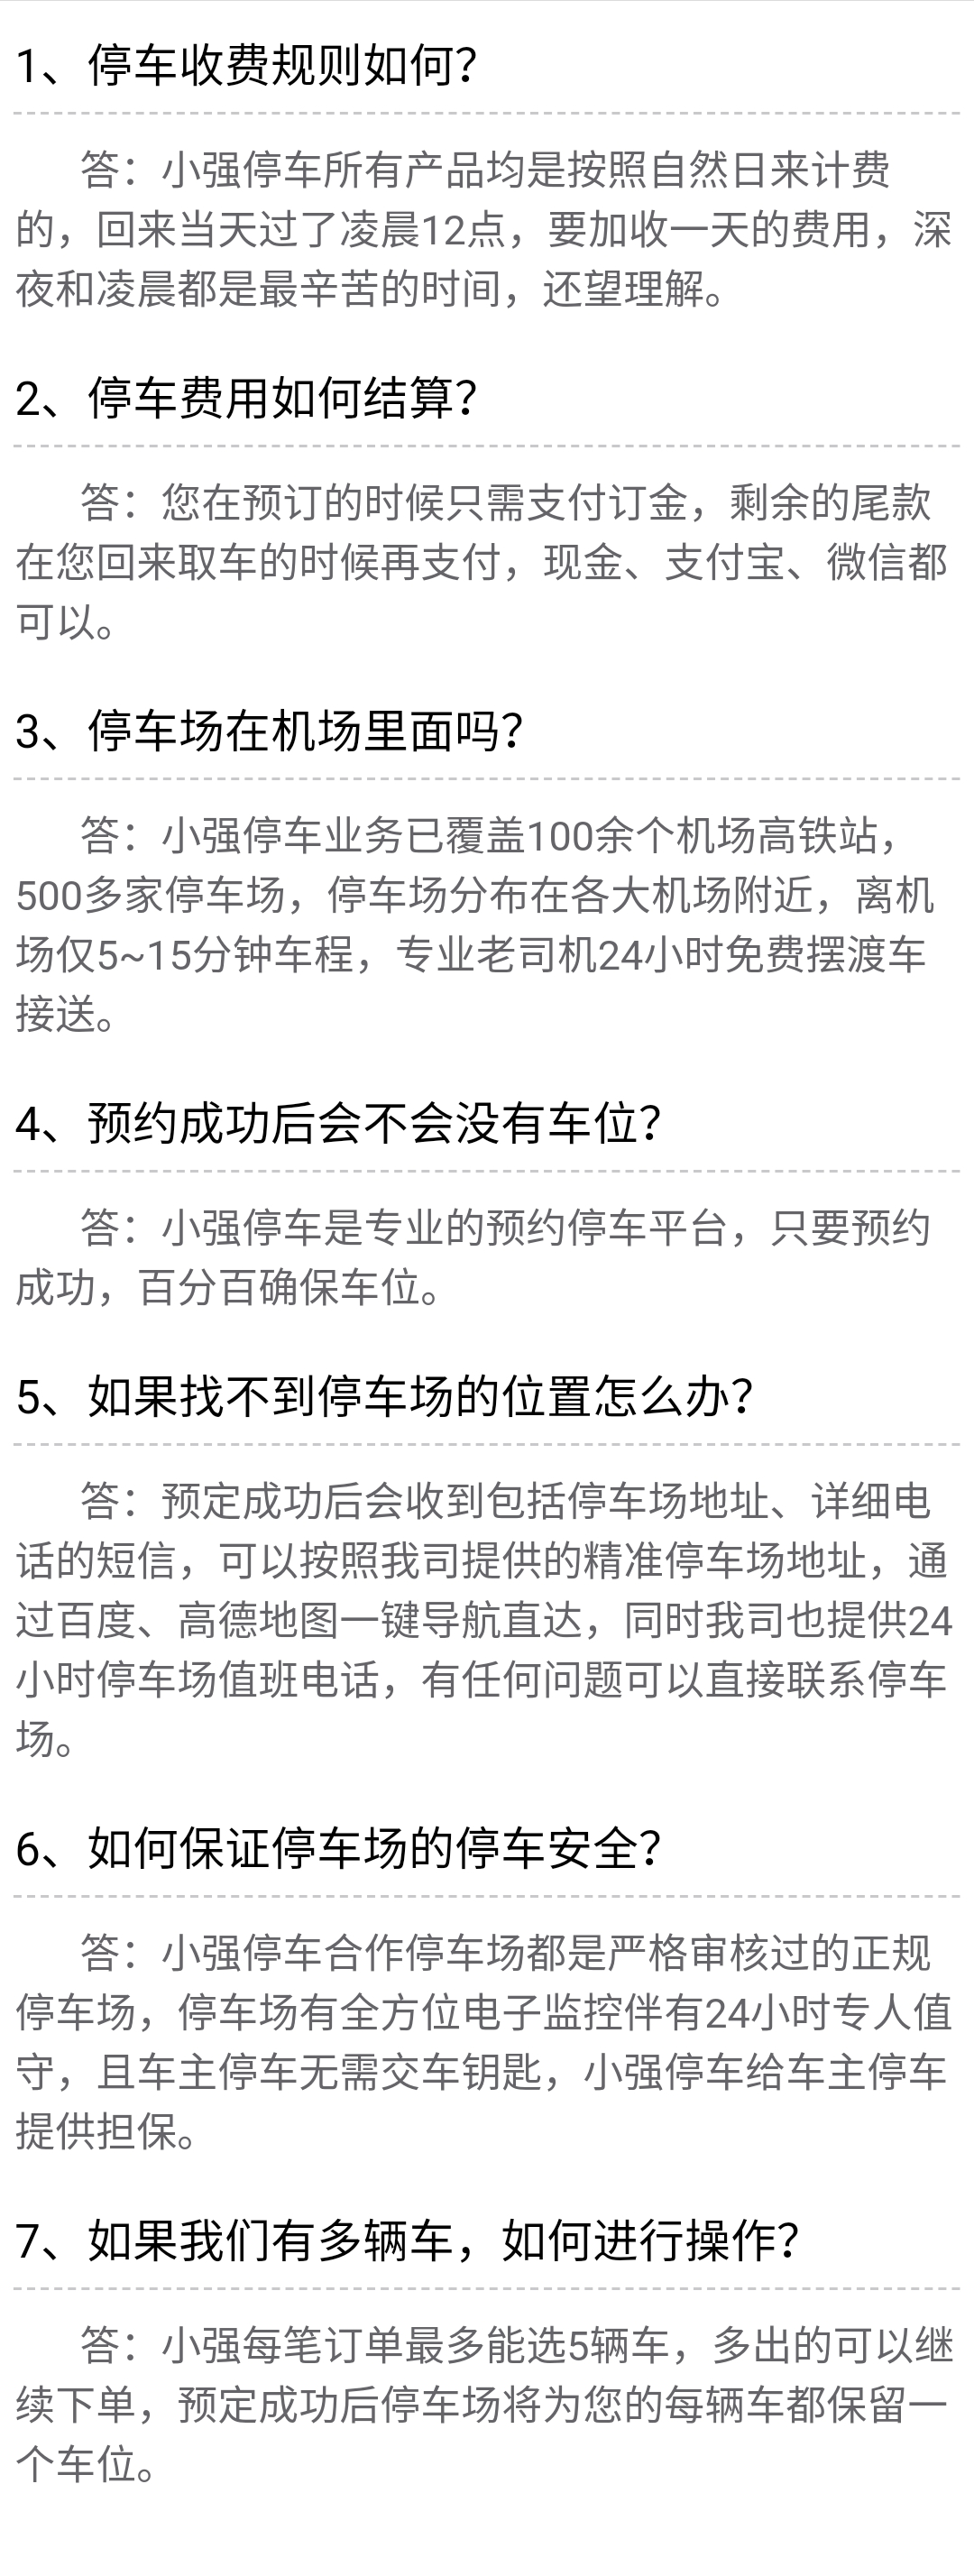 1、停车收费规则如何？
答：小强停车所有产品均是按照自然日来计费
的，回来当天过了凌晨12点，要加收一天的费用，深
夜和凌晨都是最辛苦的时间，还望理解。
2、停车费用如何结算？
答：您在预订的时候只需支付订金，剩余的尾款
在您回来取车的时候再支付，现金、支付宝、微信都
可以。
3、停车场在机场里面吗？
答：小强停车业务已覆盖100余个机场高铁站，
500多家停车场，停车场分布在各大机场附近，离机
场仅5~15分钟车程，专业老司机24小时免费摆渡车
接送。
4、预约成功后会不会没有车位？
答：小强停车是专业的预约停车平台，只要预约
成功，百分百确保车位。
5、如果找不到停车场的位置怎么办？
答：预定成功后会收到包括停车场地址、详细电
话的短信，可以按照我司提供的精准停车场地址，通
过百度、高德地图一键导航直达，同时我司也提供24
小时停车场值班电话，有任何问题可以直接联系停车
场。
6、如何保证停车场的停车安全？
答：小强停车合作停车场都是严格审核过的正规
停车场，停车场有全方位电子监控伴有24小时专人值
守，且车主停车无需交车钥匙，小强停车给车主停车
提供担保。
7、如果我们有多辆车，如何进行操作？
答：小强每笔订单最多能选5辆车，多出的可以继
续下单，预定成功后停车场将为您的每辆车都保留一
个车位。